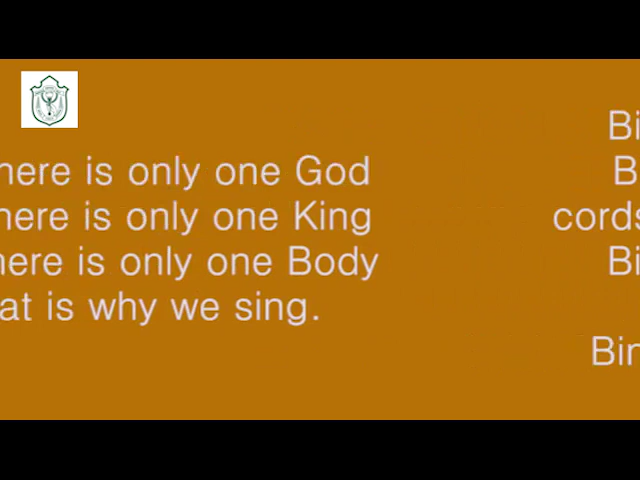 here is only one God
here is only one King
here is only one Body
at is why we sing.
Bi
B
cords
Bi
Bin